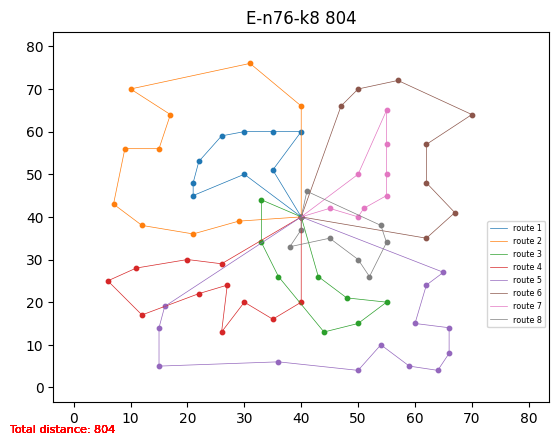 E-n76-k8 804
80
70
60
50
40
30
20
10
0
route 1
route 2
route 3
route 4
route 5
route 6
route 7
route 8
0 10 20 30 40 50 60 70 80
Total distance: 804